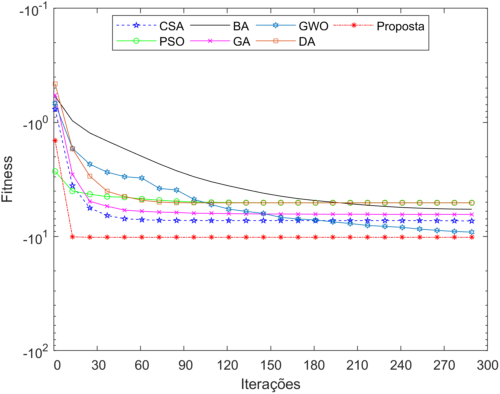 -10^-1
CSA BA GWO Proposta
PSO GA DA
-10^0
Fitness
-10^1
-10^2
0 30 60 90 120 150 180 210 240 270 300
Iterações